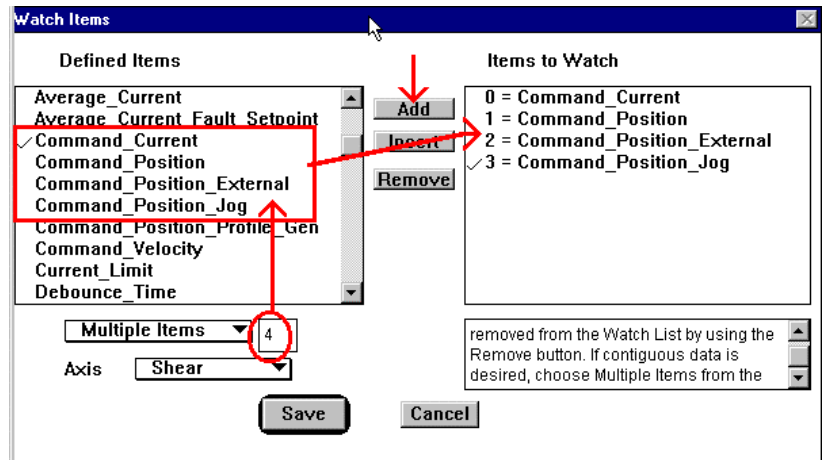 Watch Items
Defined Items
Items to Watch
Average_Current
Average_Current_Fault_Setpoint
Command_Current
Command_Position
Command_Position_External
Command_Position_Jog
Command_Position_Profile_Gen
Command_Velocity
Current_Limit
Debounce_Time
Add
Insert
Remove
0 = Command_Current
1 = Command_Position
2 = Command_Position_External
3 = Command_Position_Jog
Multiple Items
4
Axis
Shear
removed from the Watch List by using the
Remove button. If contiguous data is
desired, choose Multiple Items from the
Save
Cancel